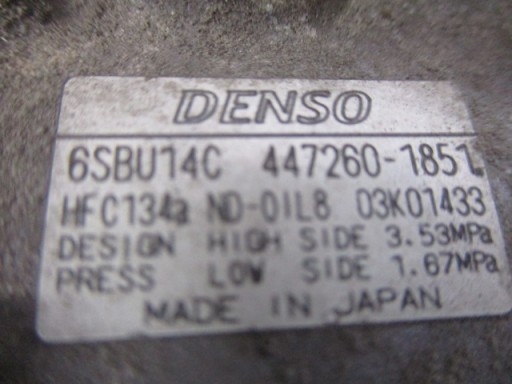 DENSO
6SBU14C 447260-1851
HFC134a ND-OIL8 03K01433
DESIGN HIGH SIDE 3.53MPa
PRESS LOW SIDE 1.67MPa
MADE IN JAPAN